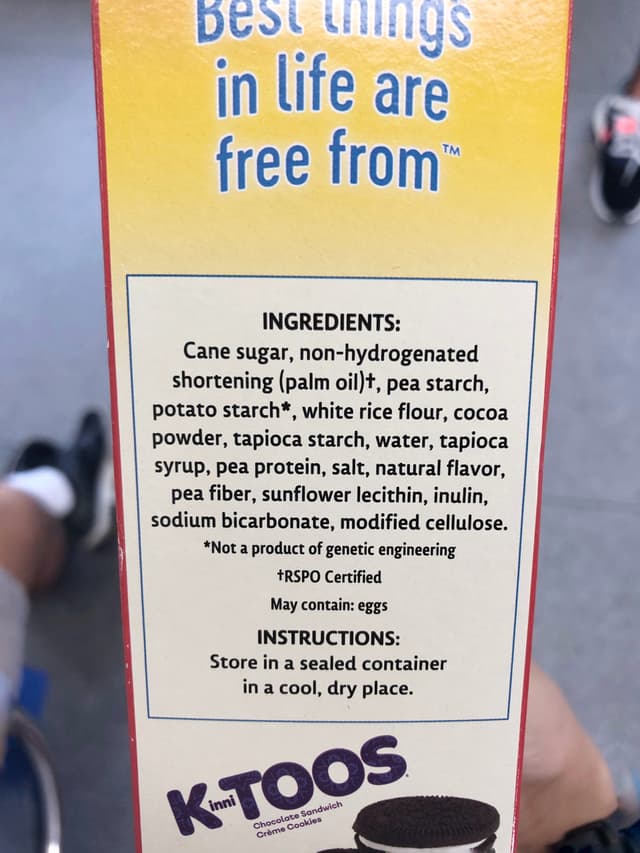 Best things
in life are
free from™
INGREDIENTS:
Cane sugar, non-hydrogenated
shortening (palm oil)†, pea starch,
potato starch*, white rice flour, cocoa
powder, tapioca starch, water, tapioca
syrup, pea protein, salt, natural flavor,
pea fiber, sunflower lecithin, inulin,
sodium bicarbonate, modified cellulose.
*Not a product of genetic engineering
†RSPO Certified
May contain: eggs
INSTRUCTIONS:
Store in a sealed container
in a cool, dry place.
KinniTOOS
Chocolate Sandwich
Crème Cookies